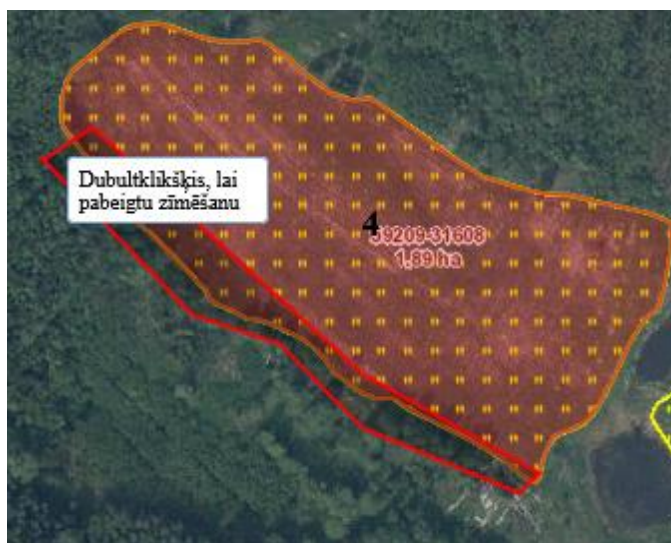 Dubultklikšķis, lai
pabeigtu zīmēšanu
4
59209-31608
1,89 ha